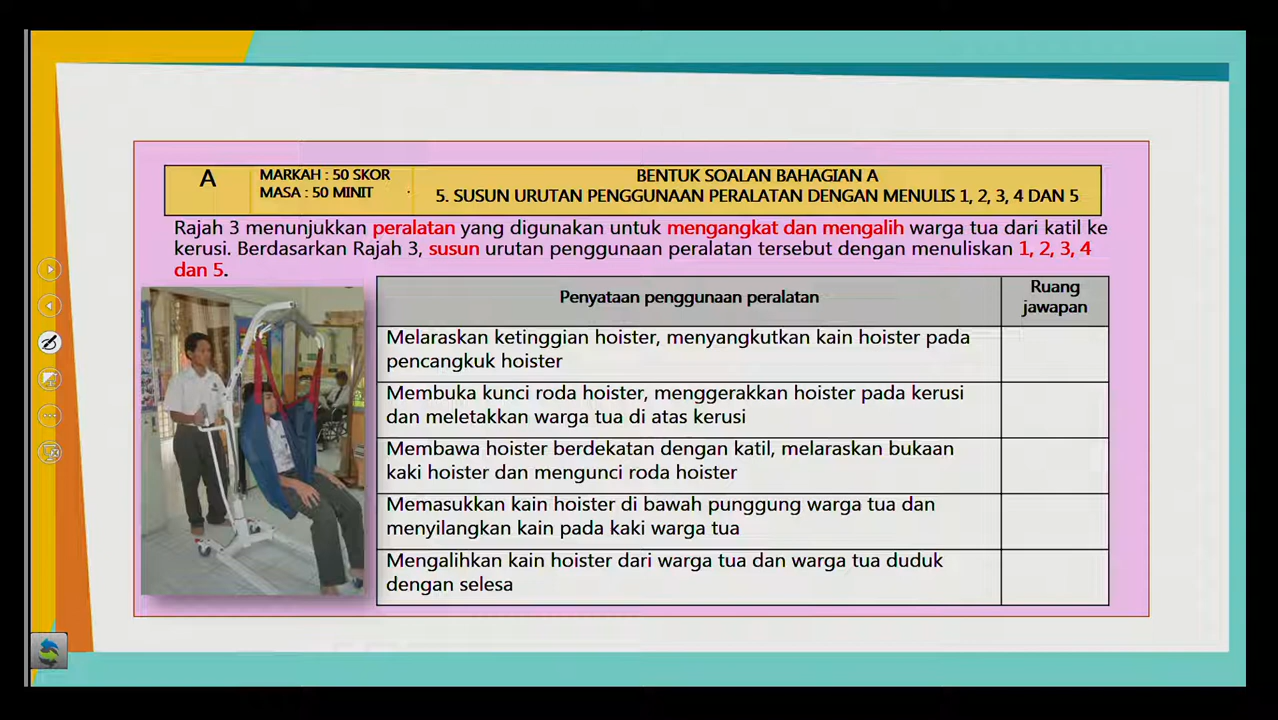 A
MARKAH : 50 SKOR
MASA : 50 MINIT
BENTUK SOALAN BAHAGIAN A
5. SUSUN URUTAN PENGGUNAAN PERALATAN DENGAN MENULIS 1, 2, 3, 4 DAN 5
Rajah 3 menunjukkan peralatan yang digunakan untuk mengangkat dan mengalih warga tua dari katil ke
kerusi. Berdasarkan Rajah 3, susun urutan penggunaan peralatan tersebut dengan menuliskan 1, 2, 3, 4
dan 5.
Penyataan penggunaan peralatan
Ruang
jawapan
Melaraskan ketinggian hoister, menyangkutkan kain hoister pada
pencangkuk hoister
Membuka kunci roda hoister, menggerakkan hoister pada kerusi
dan meletakkan warga tua di atas kerusi
Membawa hoister berdekatan dengan katil, melaraskan bukaan
kaki hoister dan mengunci roda hoister
Memasukkan kain hoister di bawah punggung warga tua dan
menyilangkan kain pada kaki warga tua
Mengalihkan kain hoister dari warga tua dan warga tua duduk
dengan selesa